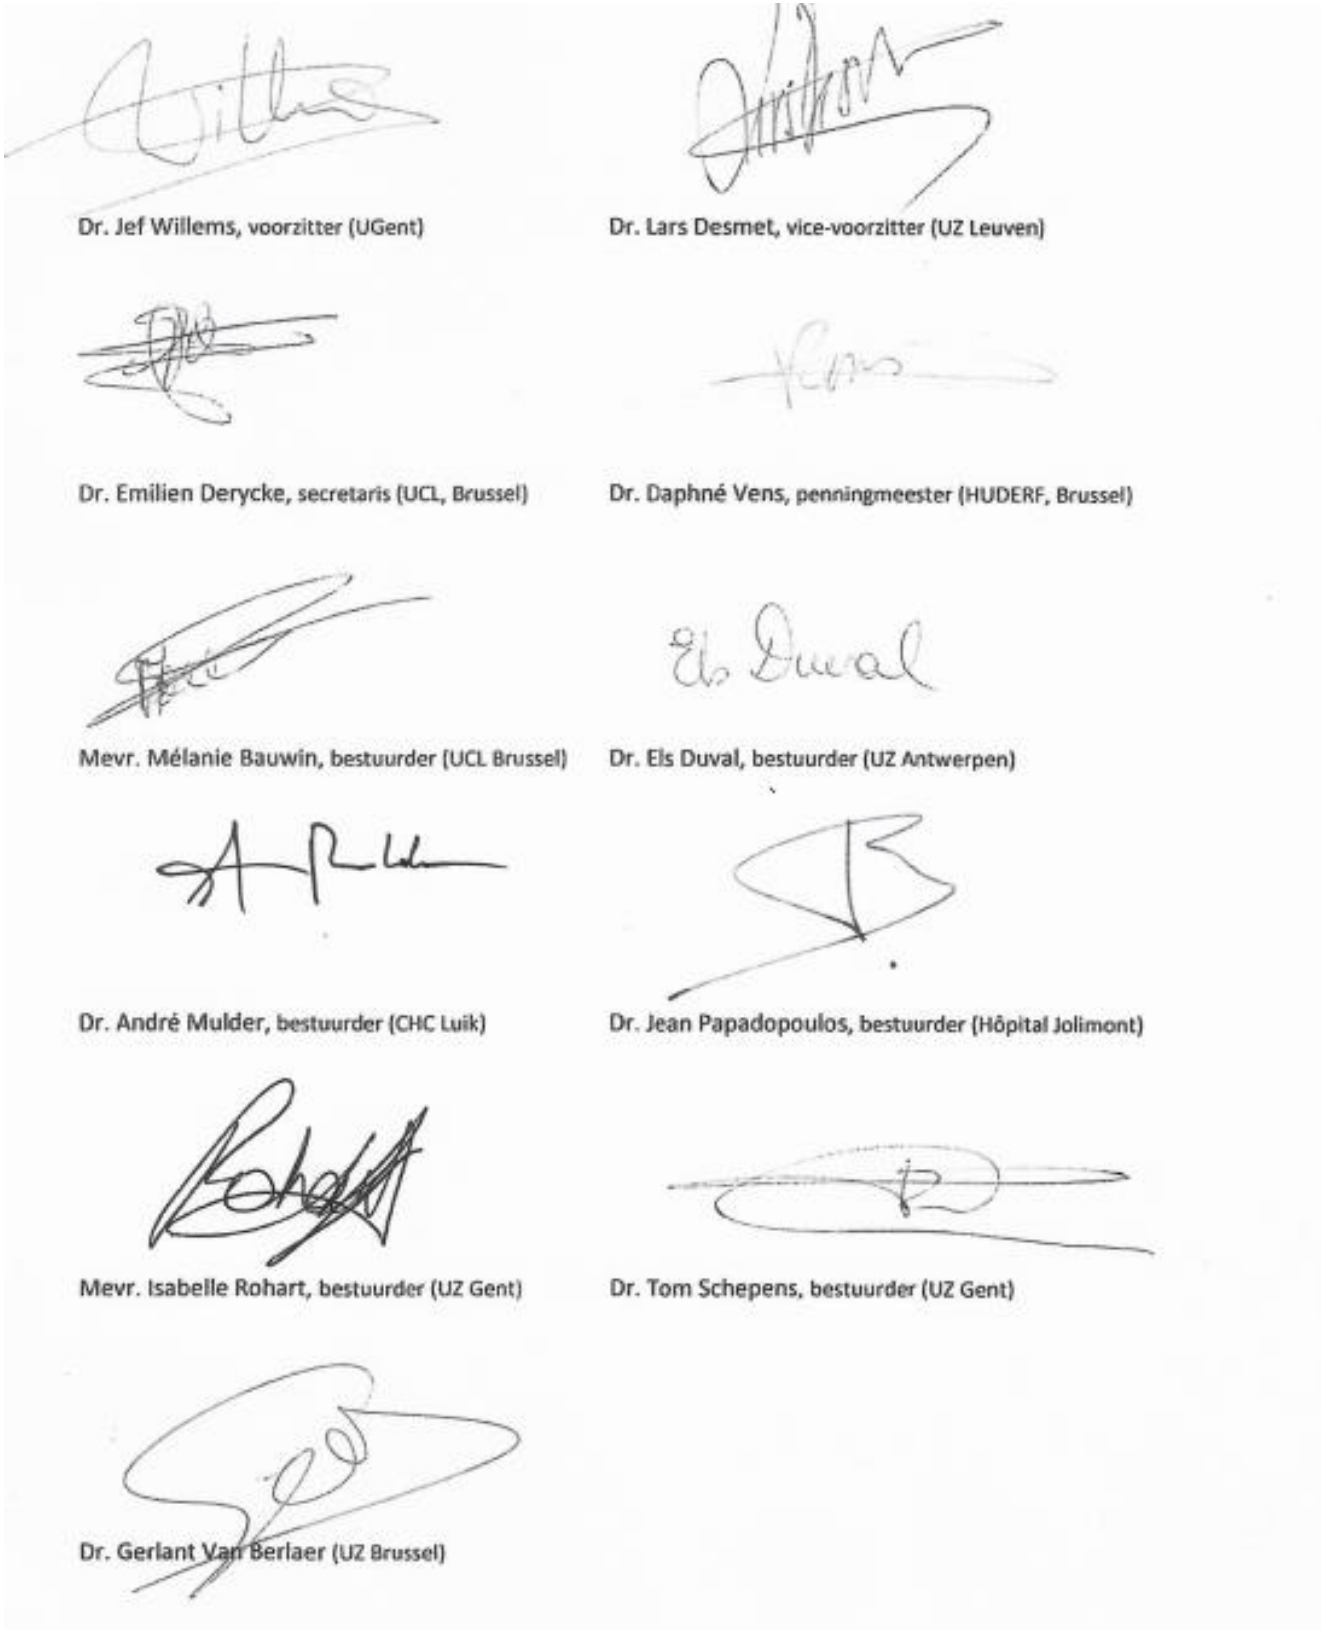 Dr. Jef Willems, voorzitter (UGent)
Dr. Lars Desmet, vice-voorzitter (UZ Leuven)
Dr. Emilien Derycke, secretaris (UCL, Brussel)
Dr. Daphné Vens, penningmeester (HUDERF, Brussel)
Els Duval
Mevr. Mélanie Bauwin, bestuurder (UCL Brussel)
Dr. Els Duval, bestuurder (UZ Antwerpen)
Dr. André Mulder, bestuurder (CHC Luik)
Dr. Jean Papadopoulos, bestuurder (Hôpital Jolimont)
Rohart
Mevr. Isabelle Rohart, bestuurder (UZ Gent)
Dr. Tom Schepens, bestuurder (UZ Gent)
Dr. Gerlant Van Berlaer (UZ Brussel)